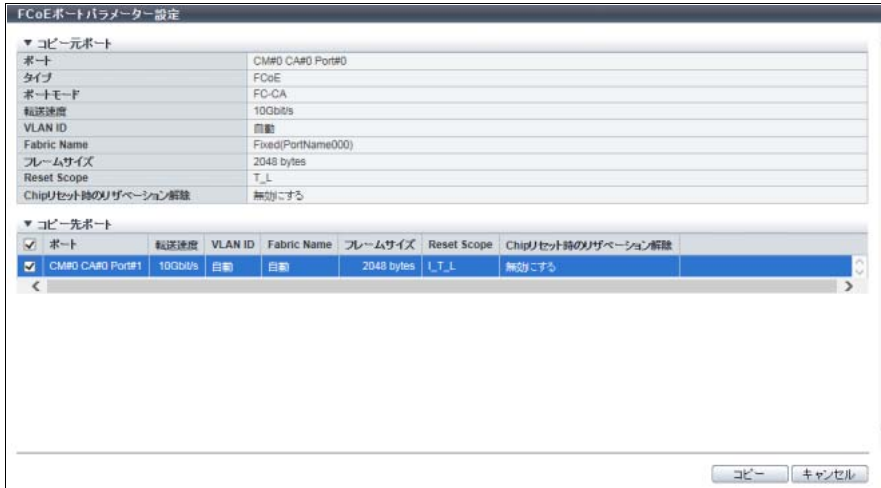 FCoEポートパラメーター設定
▼ コピー元ポート
ポート CM#0 CA#0 Port#0
タイプ FCoE
ポートモード FC-CA
転送速度 10Gbit/s
VLAN ID 自動
Fabric Name Fixed(PortName000)
フレームサイズ 2048 bytes
Reset Scope T_L
Chipリセット時のリザベーション解除 無効にする
▼ コピー先ポート
ポート 転送速度 VLAN ID Fabric Name フレームサイズ Reset Scope Chipリセット時のリザベーション解除
CM#0 CA#0 Port#1 10Gbit/s 自動 自動 2048 bytes I_T_L 無効にする
コピー キャンセル